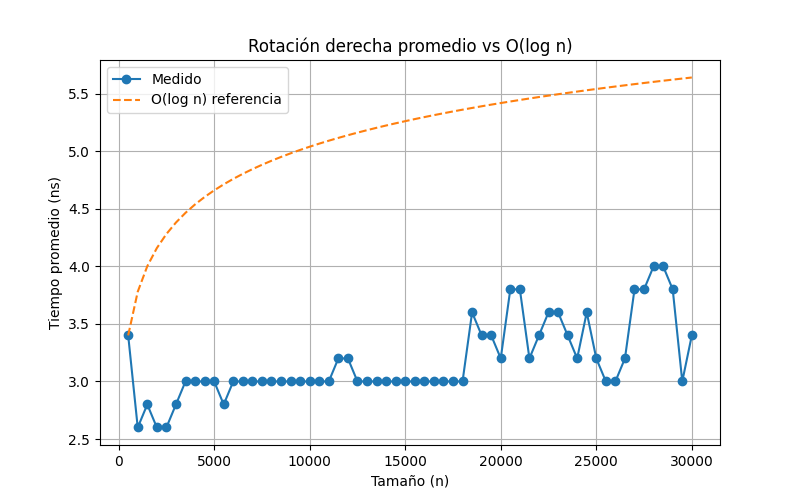 Rotación derecha promedio vs O(log n)
Medido
O(log n) referencia
Tiempo promedio (ns)
5.5
5.0
4.5
4.0
3.5
3.0
2.5
0 5000 10000 15000 20000 25000 30000
Tamaño (n)